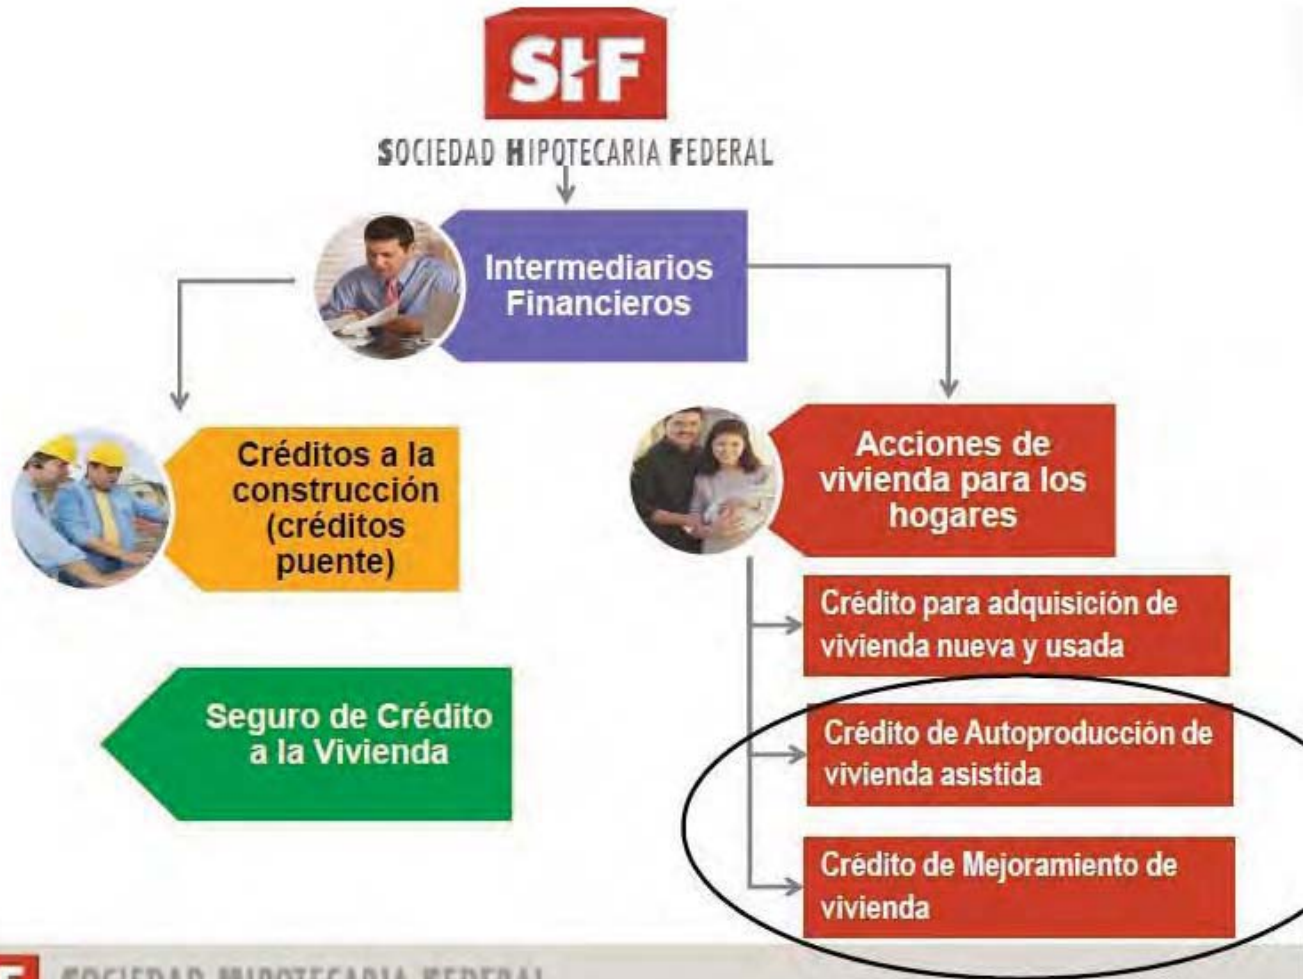 SHF
SOCIEDAD HIPOTECARIA FEDERAL
Intermediarios
Financieros
Créditos a la
construcción
(créditos
puente)
Acciones de
vivienda para los
hogares
Crédito para adquisición de
vivienda nueva y usada
Seguro de Crédito
a la Vivienda
Crédito de Autoproducción de
vivienda asistida
Crédito de Mejoramiento de
vivienda
F SOCIEDAD HIPOTECARIA FEDERAL